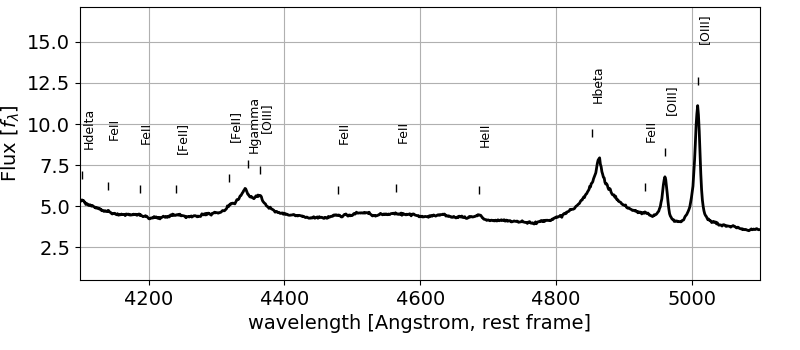 [OIII]
15.0
12.5
10.0
7.5
5.0
2.5
Flux [fλ]
Hdelta
FeII
FeII
[FeII]
[FeII]
Hgamma
[OIII]
FeII
FeII
HeII
Hbeta
FeII
[OIII]
4200
4400
4600
4800
5000
wavelength [Angstrom, rest frame]